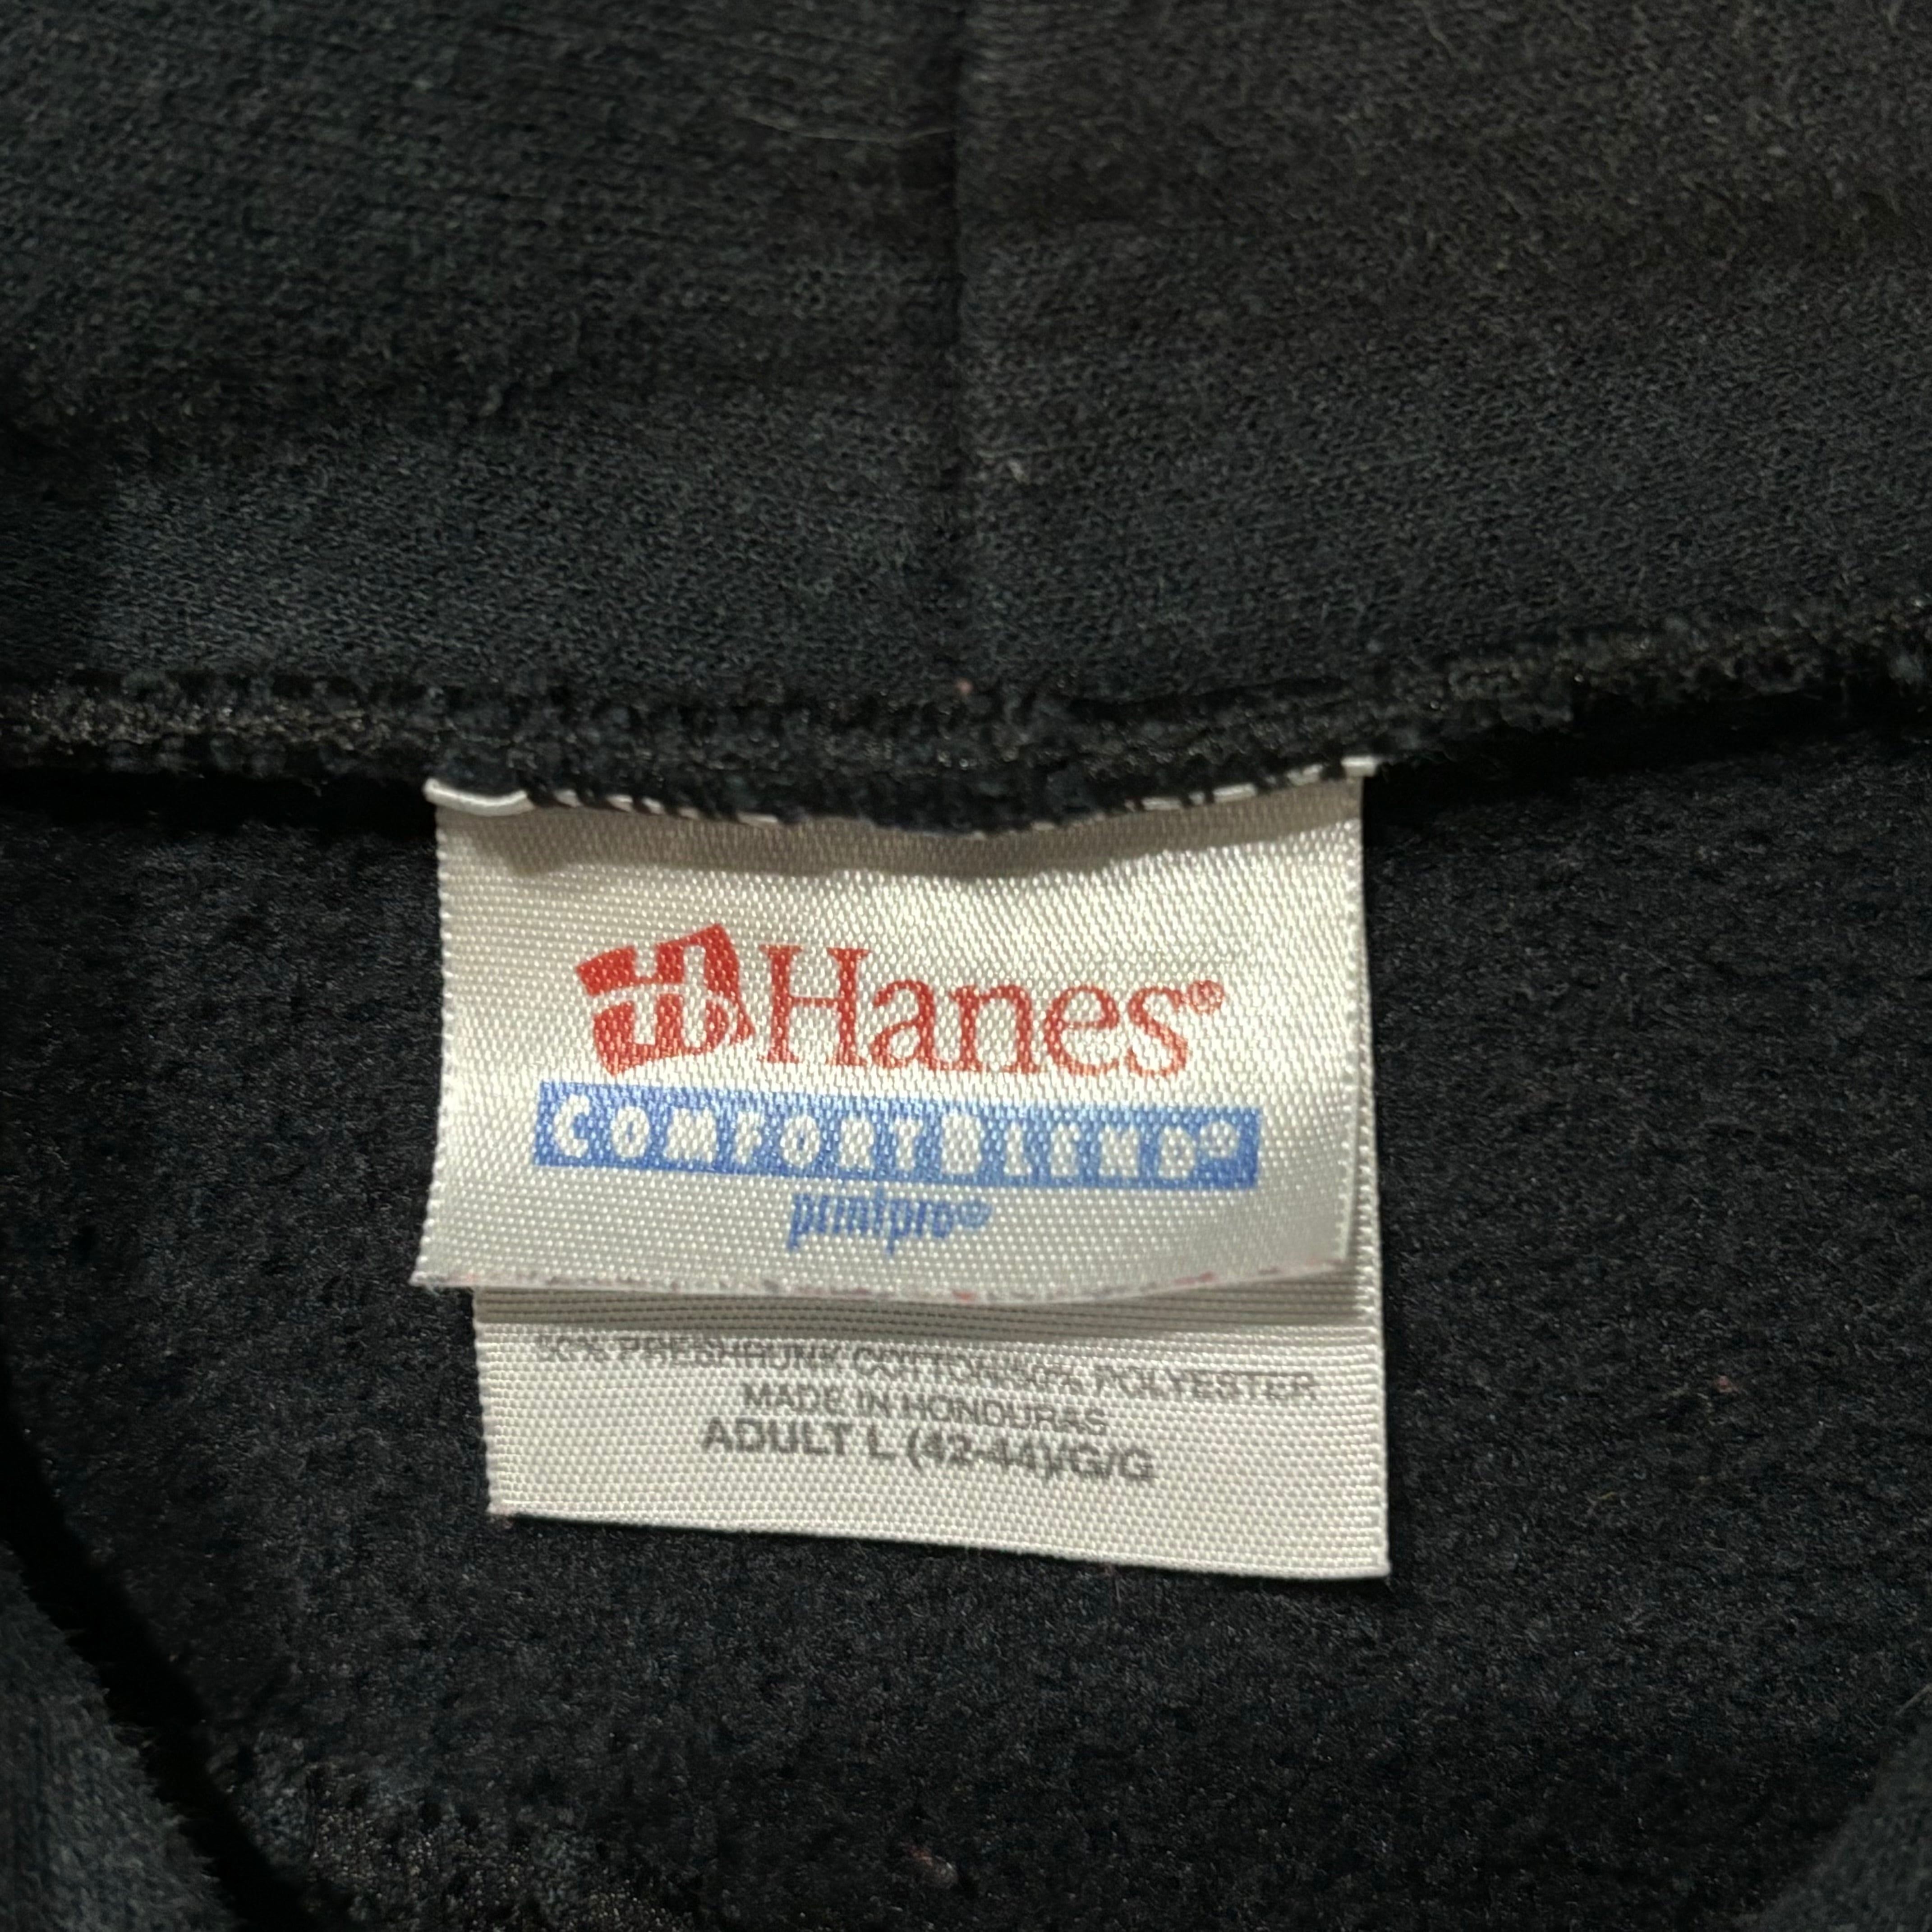 Hanes®
COMFORTBLEND®
printpro®
50% PRESHRUNK COTTON/50% POLYESTER
MADE IN HONDURAS
ADULT L (42-44)/G/G